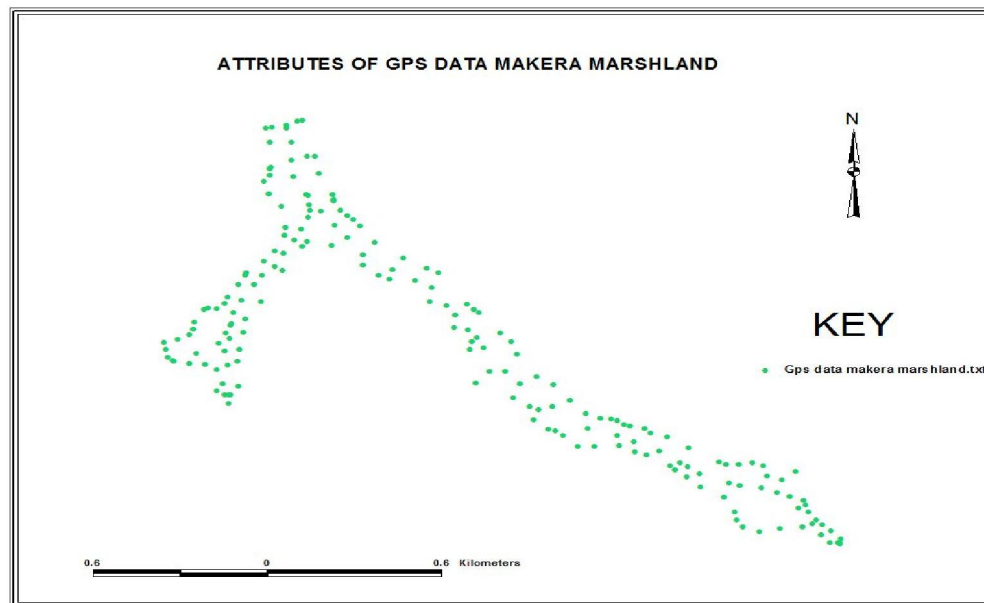 ATTRIBUTES OF GPS DATA MAKERA MARSHLAND
N
KEY
Gps data makera marshland.txt
0.6 0 0.6 Kilometers